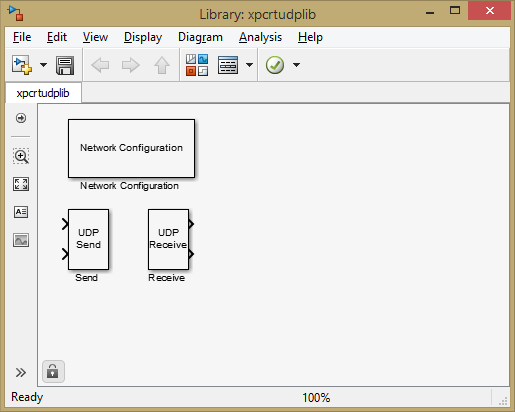 Library: xpcrtudplib
File Edit View Display Diagram Analysis Help
xpcrtudplib
Network Configuration
Network Configuration
UDP
Send
UDP
Receive
Send
Receive
Ready
100%